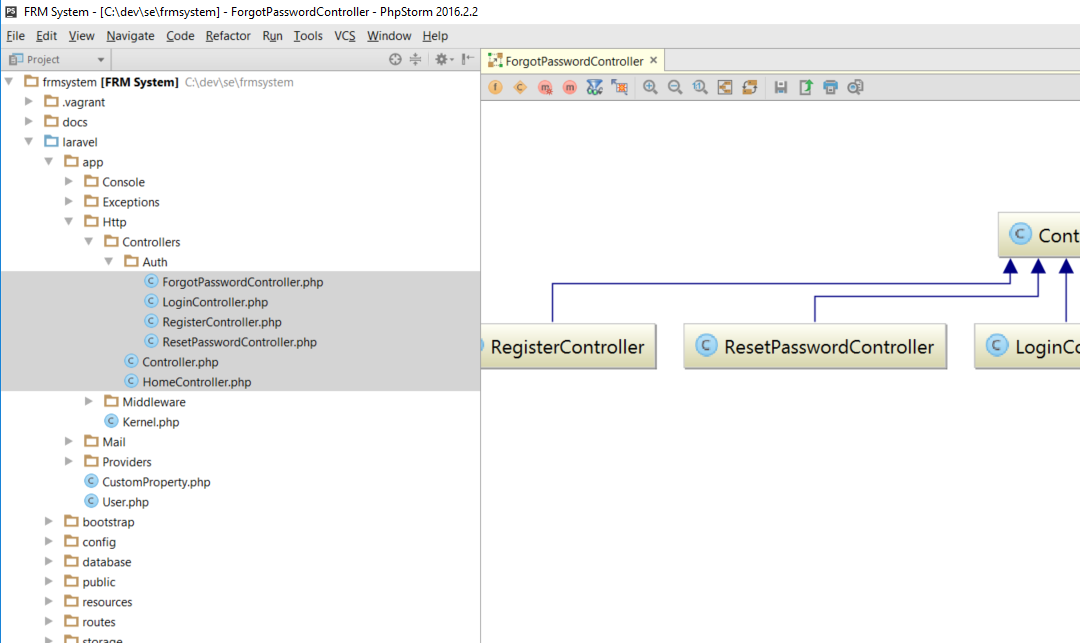 FRM System - [C:\dev\se\frmsystem] - ForgotPasswordController - PhpStorm 2016.2.2
File Edit View Navigate Code Refactor Run Tools VCS Window Help
Project
ForgotPasswordController
frmsystem [FRM System] C:\dev\se\frmsystem
.vagrant
docs
laravel
app
Console
Exceptions
Http
Controllers
Auth
ForgotPasswordController.php
LoginController.php
RegisterController.php
ResetPasswordController.php
Controller.php
HomeController.php
Middleware
Kernel.php
Mail
Providers
CustomProperty.php
User.php
bootstrap
config
database
public
resources
routes
storage
C Cont
RegisterController
C ResetPasswordController
C LoginCo